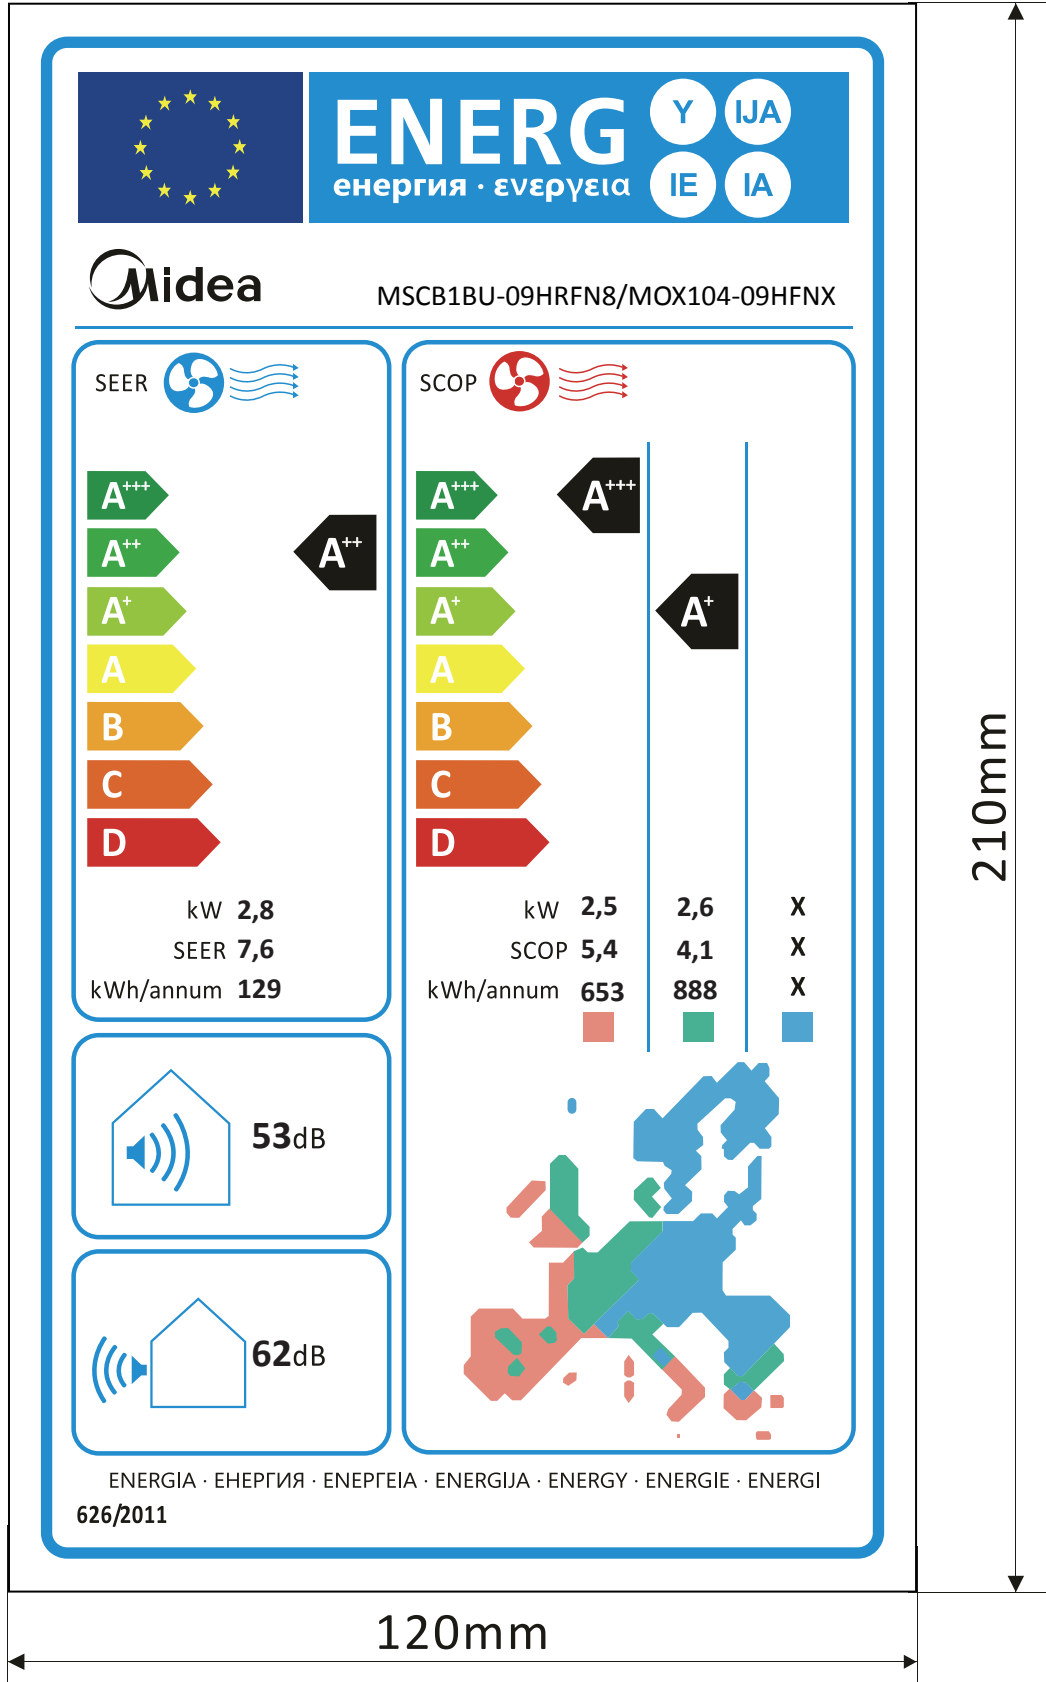 ENERG
енергия · ενεργεια
Y
IJA
IE
IA
Midea
MSCB1BU-09HRFN8/MOX104-09HFNX
SEER
A+++
A++
A+
A
B
C
D
A++
kW 2,8
SEER 7,6
kWh/annum 129
SCOP
A+++
A++
A+
A
B
C
D
A+++
A+
kW 2,5 2,6 X
SCOP 5,4 4,1 X
kWh/annum 653 888 X
53dB
62dB
ENERGIA · ЕНЕРГИЯ · ΕΝΕΡΓΕΙΑ · ENERGIJA · ENERGY · ENERGIE · ENERGI
626/2011
210mm
120mm